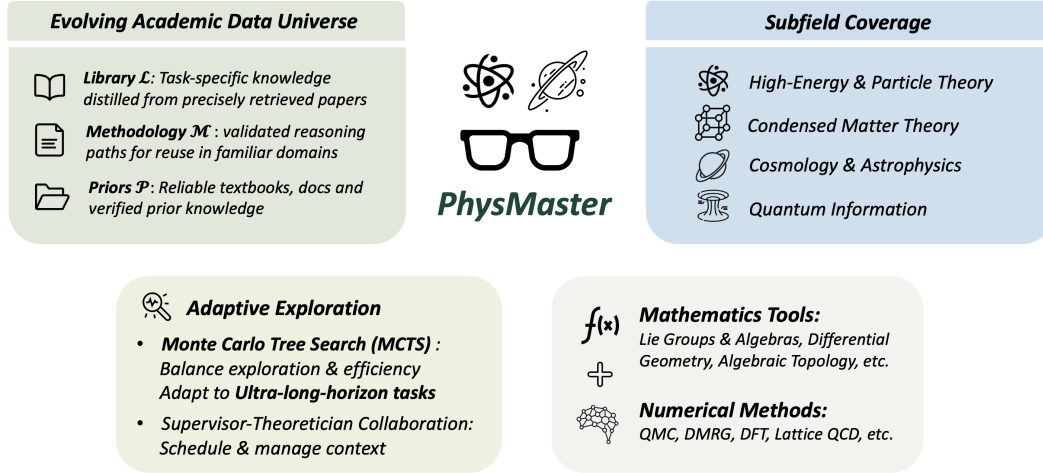 Evolving Academic Data Universe
Library ℒ: Task-specific knowledge
distilled from precisely retrieved papers
Methodology ℳ : validated reasoning
paths for reuse in familiar domains
Priors 𝒫: Reliable textbooks, docs and
verified prior knowledge
PhysMaster
Subfield Coverage
High-Energy & Particle Theory
Condensed Matter Theory
Cosmology & Astrophysics
Quantum Information
Adaptive Exploration
• Monte Carlo Tree Search (MCTS) :
Balance exploration & efficiency
Adapt to Ultra-long-horizon tasks
• Supervisor-Theoretician Collaboration:
Schedule & manage context
f(x)
Mathematics Tools:
Lie Groups & Algebras, Differential
Geometry, Algebraic Topology, etc.
Numerical Methods:
QMC, DMRG, DFT, Lattice QCD, etc.